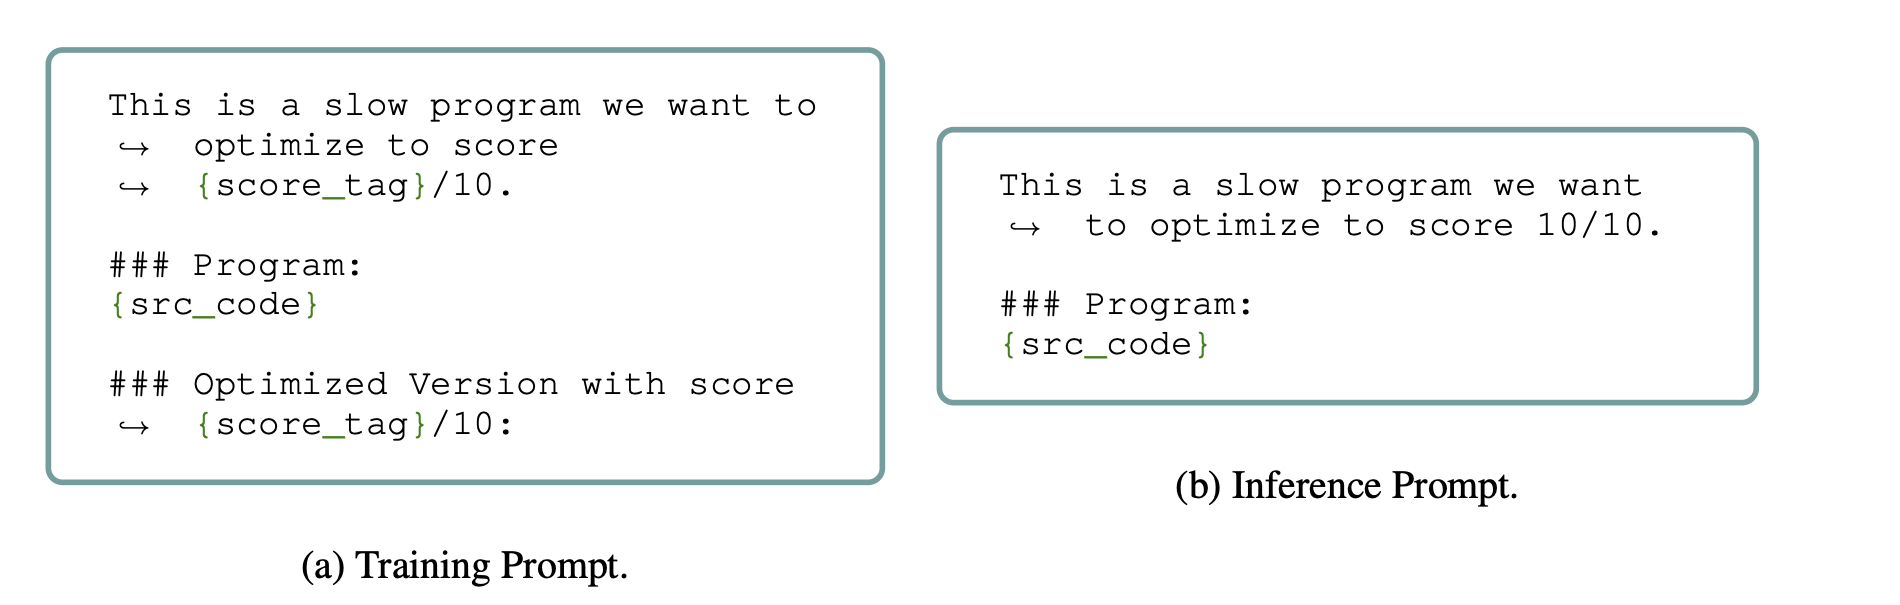 This is a slow program we want to
↪ optimize to score
↪ {score_tag}/10.
### Program:
{src_code}
### Optimized Version with score
↪ {score_tag}/10:
(a) Training Prompt.
This is a slow program we want
↪ to optimize to score 10/10.
### Program:
{src_code}
(b) Inference Prompt.